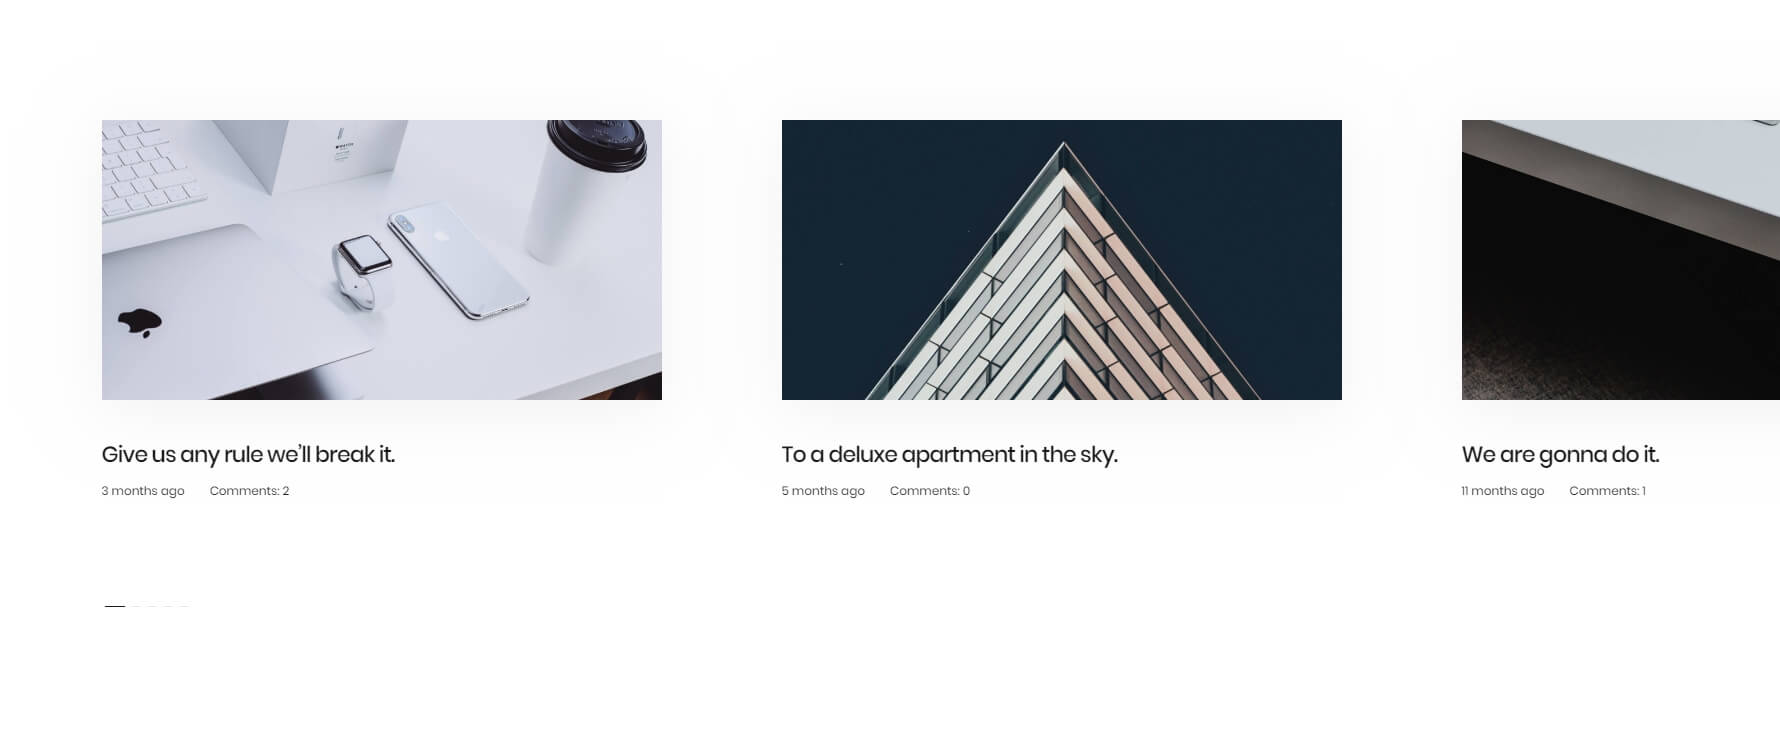 Give us any rule we'll break it.
3 months ago Comments: 2
To a deluxe apartment in the sky.
5 months ago Comments: 0
We are gonna do it.
11 months ago Comments: 1